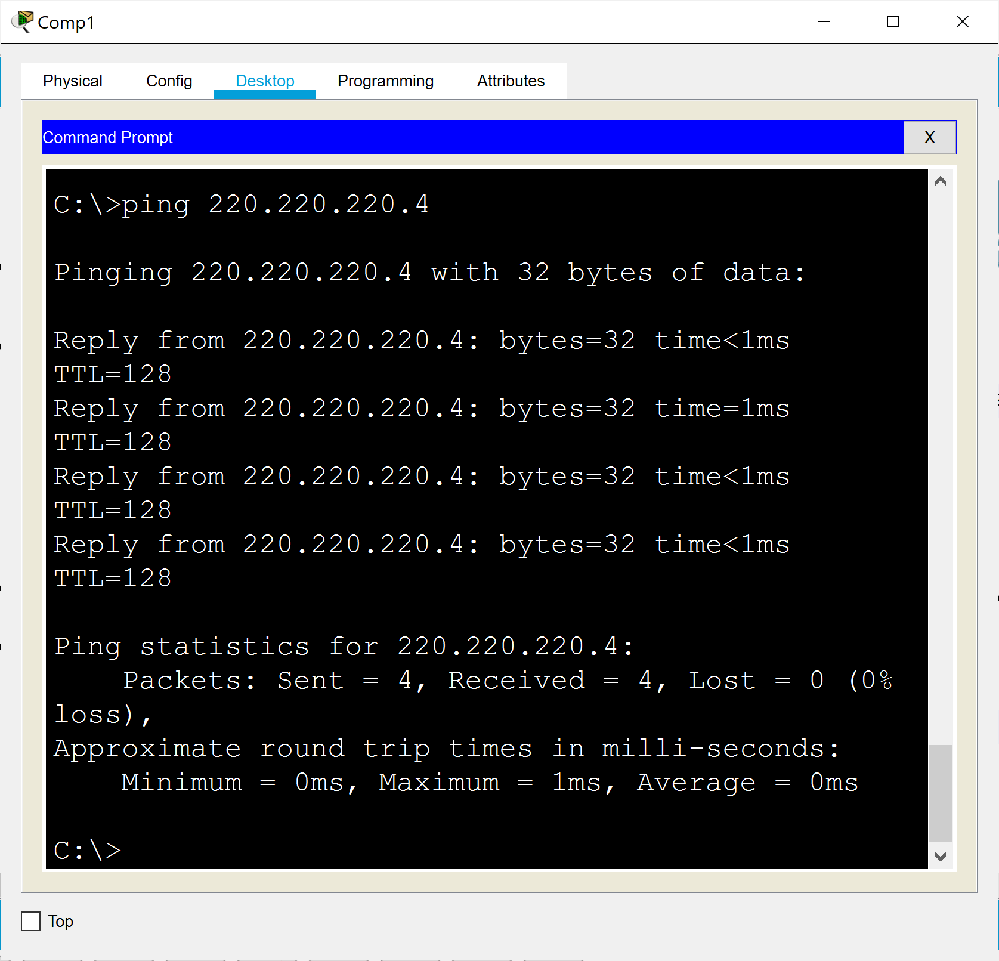 Comp1
Physical Config Desktop Programming Attributes
Command Prompt X
C:\>ping 220.220.220.4
Pinging 220.220.220.4 with 32 bytes of data:
Reply from 220.220.220.4: bytes=32 time<1ms
TTL=128
Reply from 220.220.220.4: bytes=32 time=1ms
TTL=128
Reply from 220.220.220.4: bytes=32 time<1ms
TTL=128
Reply from 220.220.220.4: bytes=32 time<1ms
TTL=128
Ping statistics for 220.220.220.4:
    Packets: Sent = 4, Received = 4, Lost = 0 (0%
loss),
Approximate round trip times in milli-seconds:
    Minimum = 0ms, Maximum = 1ms, Average = 0ms
C:\>
Top